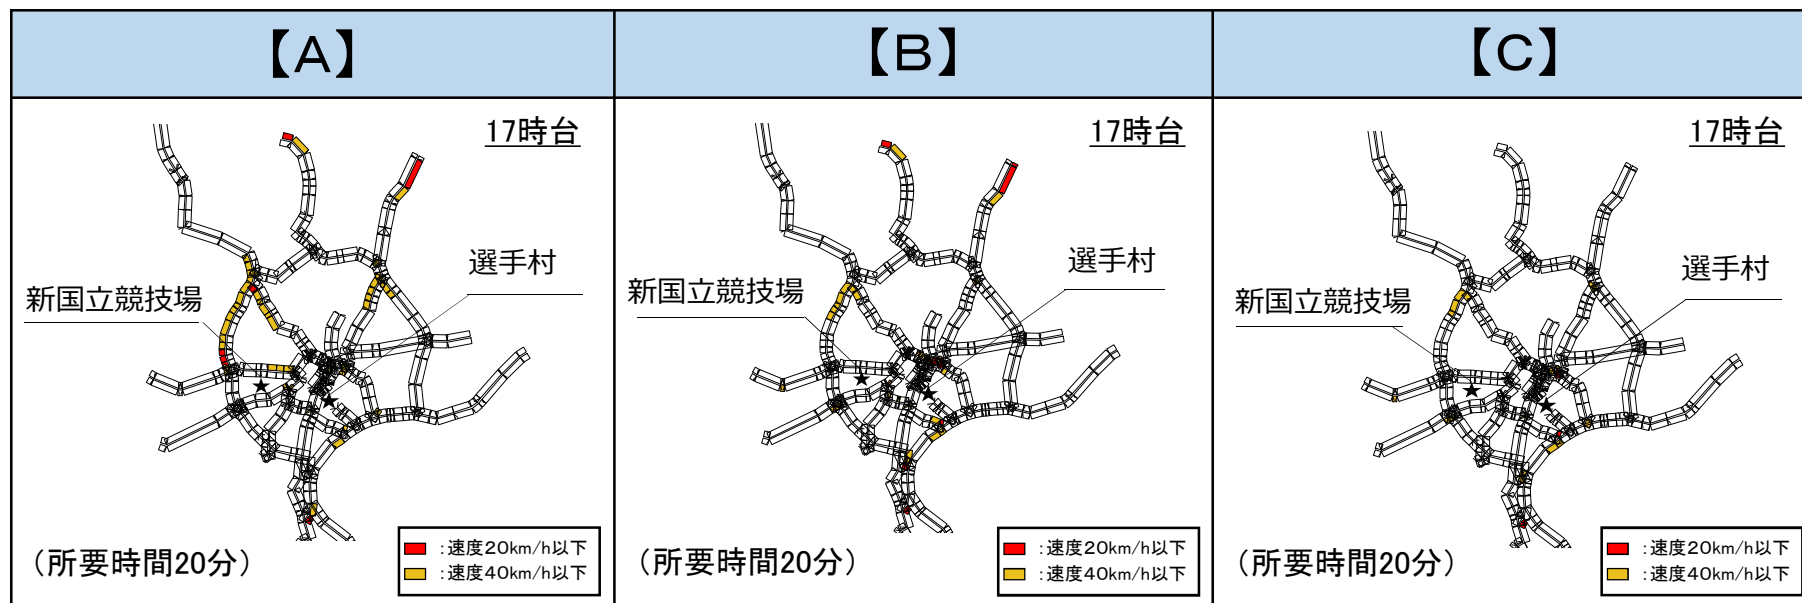 【A】
【B】
【C】
17時台
新国立競技場
選手村
(所要時間20分)
:速度20km/h以下
:速度40km/h以下
17時台
新国立競技場
選手村
(所要時間20分)
:速度20km/h以下
:速度40km/h以下
17時台
新国立競技場
選手村
(所要時間20分)
:速度20km/h以下
:速度40km/h以下